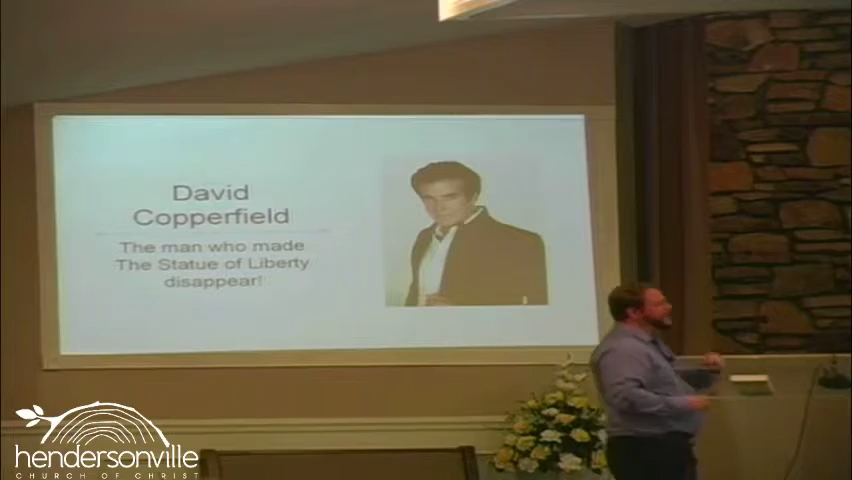 David
Copperfield
The man who made
The Statue of Liberty
disappear!
hendersonville
CHURCH OF CHRIST